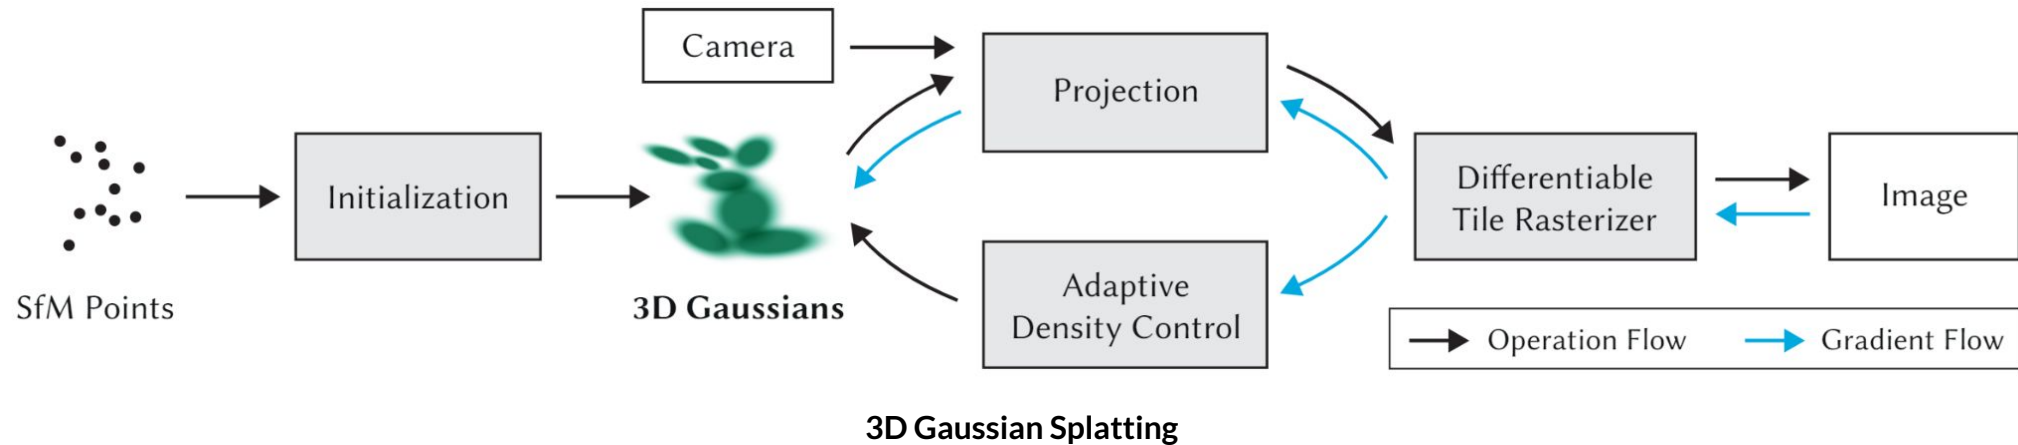 Camera
Projection
Initialization
Differentiable
Tile Rasterizer
Image
SfM Points
3D Gaussians
Adaptive
Density Control
Operation Flow
Gradient Flow
3D Gaussian Splatting